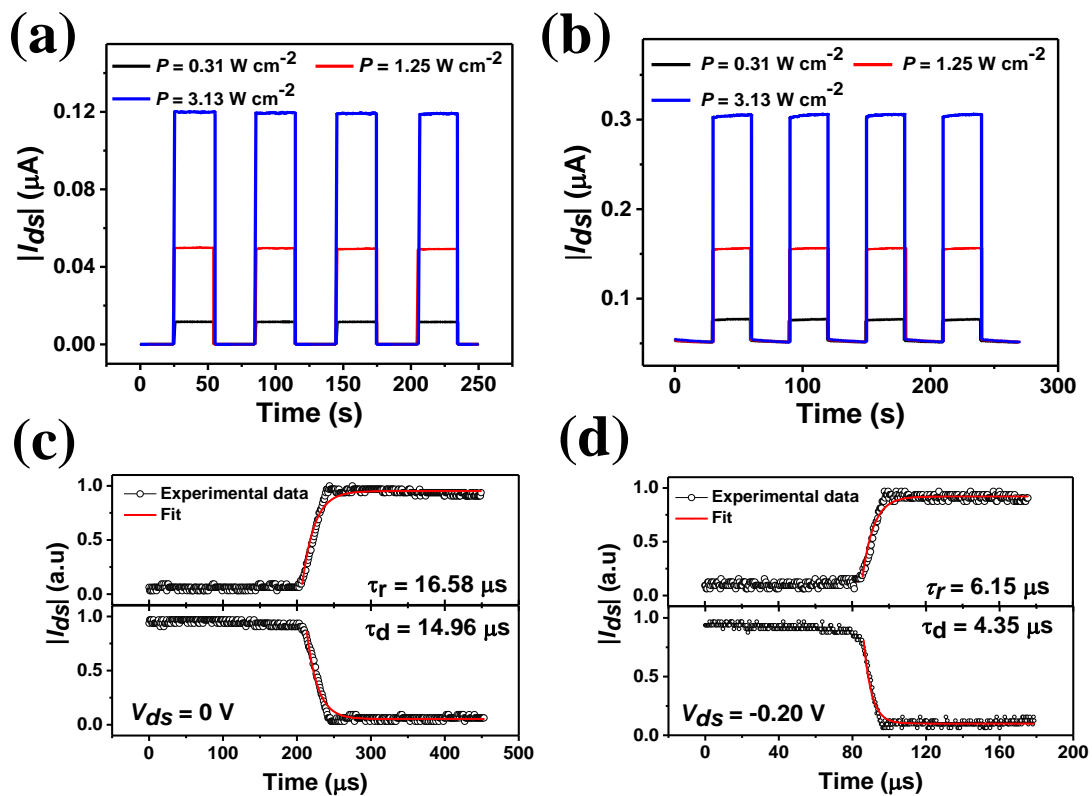 (a)
P = 0.31 W cm-2 P = 1.25 W cm-2
P = 3.13 W cm-2
0.12
0.08
0.04
0.00
|Ids| (μA)
0 50 100 150 200 250
Time (s)
(b)
P = 0.31 W cm-2 P = 1.25 W cm-2
P = 3.13 W cm-2
0.3
0.2
0.1
|Ids| (μA)
0 100 200 300
Time (s)
(c)
Experimental data
Fit
τr = 16.58 μs
1.0
0.5
0.0
τd = 14.96 μs
Vds = 0 V
1.0
0.5
0.0
|Ids| (a.u)
0 100 200 300 400 500
Time (μs)
(d)
Experimental data
Fit
τr = 6.15 μs
1.0
0.5
0.0
τd = 4.35 μs
Vds = -0.20 V
1.0
0.5
0.0
|Ids| (a.u)
0 40 80 120 160 200
Time (μs)